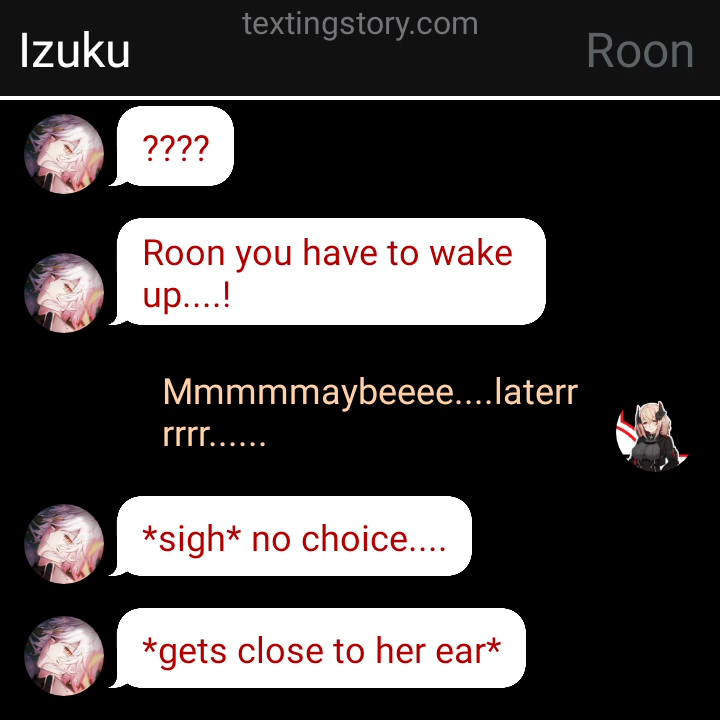 textingstory.com
Izuku
Roon
????
Roon you have to wake
up....!
Mmmmmaybeeee....laterr
rrrr......
*sigh* no choice....
*gets close to her ear*